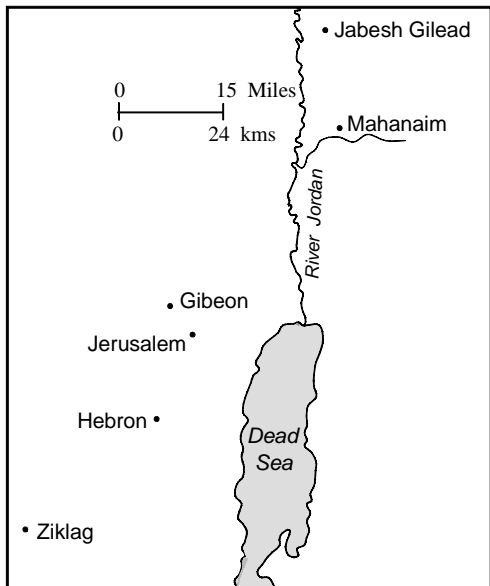 Jabesh Gilead
0 15 Miles
0 24 kms
Mahanaim
River Jordan
Gibeon
Jerusalem
Hebron
Dead
Sea
Ziklag